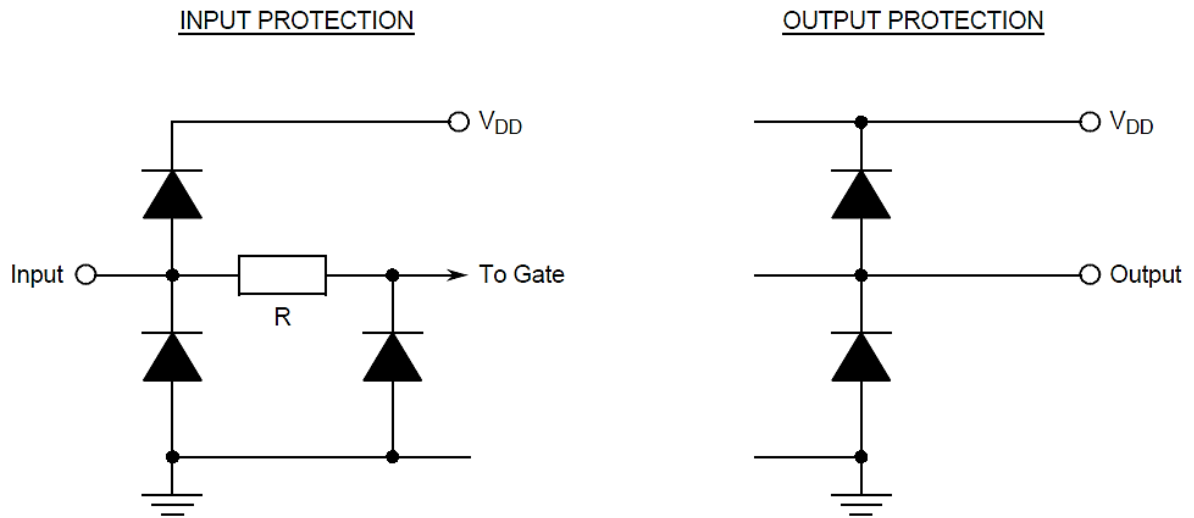 INPUT PROTECTION
OUTPUT PROTECTION
VDD
VDD
Input
To Gate
Output
R